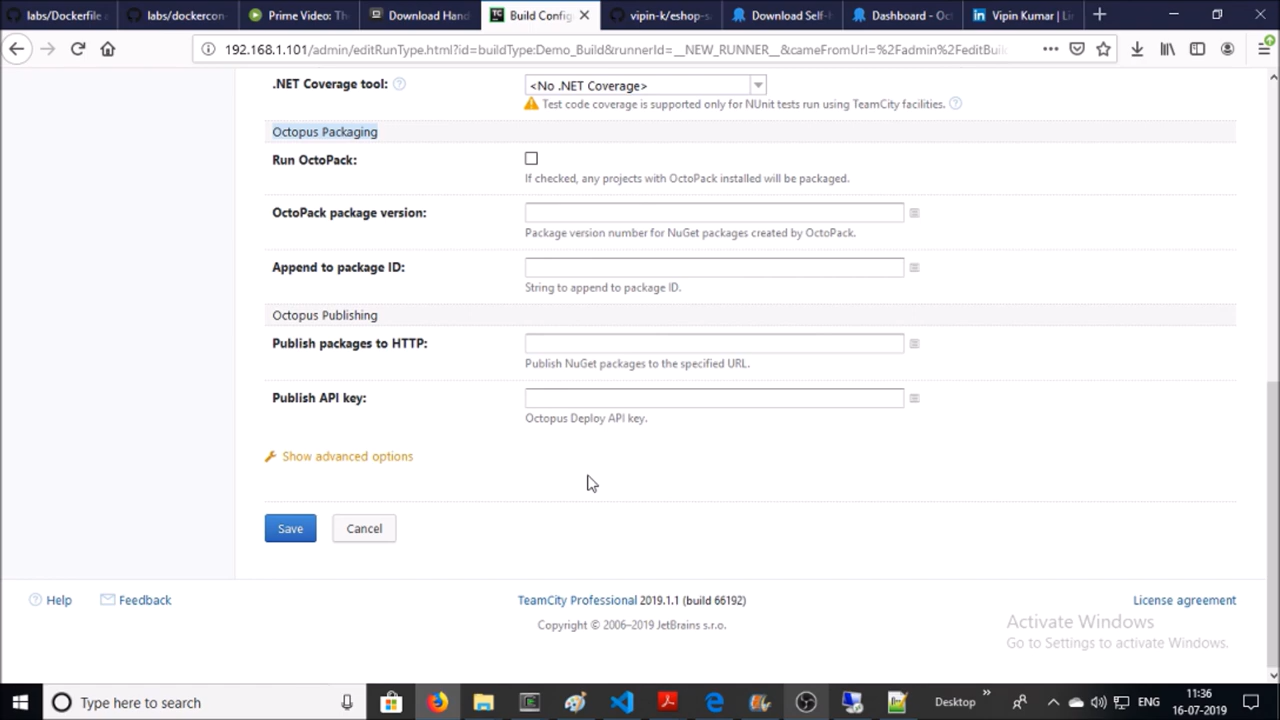 labs/Dockerfile a
labs/dockercon-
Prime Video: Th
Download Hand
Build Config
vipin-k/eshop-sa
Download Self-H
Dashboard - Oct
Vipin Kumar | Lin
192.168.1.101/admin/editRunType.html?id=buildType:Demo_Build&runnerId=__NEW_RUNNER__&cameFromUrl=%2Fadmin%2FeditBui
.NET Coverage tool:
<No .NET Coverage>
Test code coverage is supported only for NUnit tests run using TeamCity facilities.
Octopus Packaging
Run OctoPack:
If checked, any projects with OctoPack installed will be packaged.
OctoPack package version:
Package version number for NuGet packages created by OctoPack.
Append to package ID:
String to append to package ID.
Octopus Publishing
Publish packages to HTTP:
Publish NuGet packages to the specified URL.
Publish API key:
Octopus Deploy API key.
Show advanced options
Save
Cancel
Help
Feedback
TeamCity Professional 2019.1.1 (build 66192)
License agreement
Copyright © 2006–2019 JetBrains s.r.o.
Activate Windows
Go to Settings to activate Windows.
Type here to search
Desktop
ENG
11:36
16-07-2019